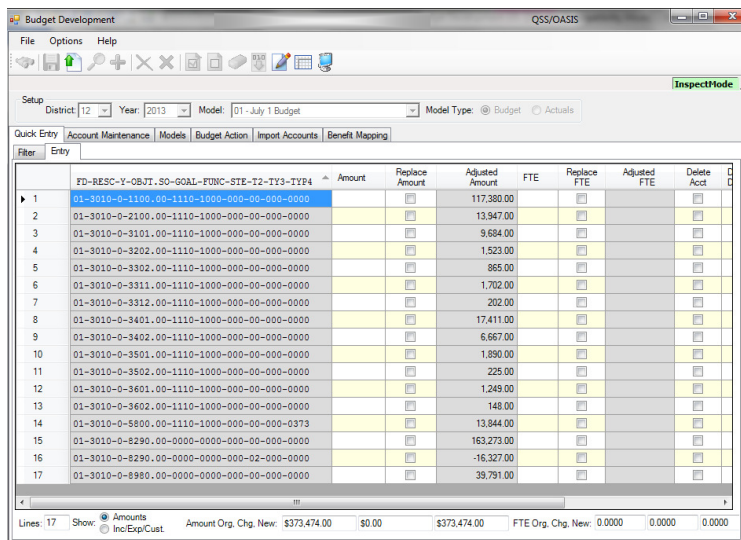 Budget Development QSS/OASIS
File Options Help
InspectMode
Setup
District: 12 Year: 2013 Model: 01 - July 1 Budget Model Type: Budget Actuals
Quick Entry Account Maintenance Models Budget Action Import Accounts Benefit Mapping
Filter Entry
FD-RESC-Y-OBJT.SO-GOAL-FUNC-STE-T2-TY3-TYP4 Amount Replace Amount Adjusted Amount FTE Replace FTE Adjusted FTE Delete Acct
1 01-3010-0-1100.00-1110-1000-000-00-000-0000 117,380.00
2 01-3010-0-2100.00-1110-1000-000-00-000-0000 13,947.00
3 01-3010-0-3101.00-1110-1000-000-00-000-0000 9,684.00
4 01-3010-0-3202.00-1110-1000-000-00-000-0000 1,523.00
5 01-3010-0-3302.00-1110-1000-000-00-000-0000 865.00
6 01-3010-0-3311.00-1110-1000-000-00-000-0000 1,702.00
7 01-3010-0-3312.00-1110-1000-000-00-000-0000 202.00
8 01-3010-0-3401.00-1110-1000-000-00-000-0000 17,411.00
9 01-3010-0-3402.00-1110-1000-000-00-000-0000 6,667.00
10 01-3010-0-3501.00-1110-1000-000-00-000-0000 1,890.00
11 01-3010-0-3502.00-1110-1000-000-00-000-0000 225.00
12 01-3010-0-3601.00-1110-1000-000-00-000-0000 1,249.00
13 01-3010-0-3602.00-1110-1000-000-00-000-0000 148.00
14 01-3010-0-5800.00-1110-1000-000-00-000-0373 13,844.00
15 01-3010-0-8290.00-0000-0000-000-00-000-0000 163,273.00
16 01-3010-0-8290.00-0000-0000-000-02-000-0000 -16,327.00
17 01-3010-0-8980.00-0000-0000-000-00-000-0000 39,791.00
Lines: 17 Show: Amounts Inc/Exp/Cust. Amount Org, Chg, New: $373,474.00 $0.00 $373,474.00 FTE Org, Chg, New: 0.0000 0.0000 0.0000